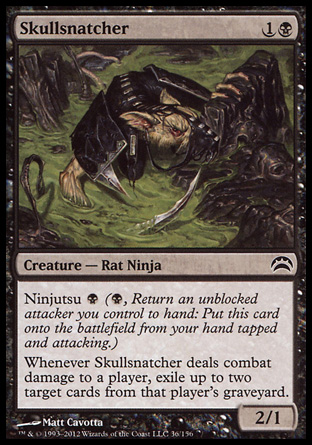 Skullsnatcher 1
Creature — Rat Ninja
Ninjutsu (, Return an unblocked
attacker you control to hand: Put this card
onto the battlefield from your hand tapped
and attacking.)
Whenever Skullsnatcher deals combat
damage to a player, exile up to two
target cards from that player's graveyard.
Matt Cavotta
™ & © 1993–2012 Wizards of the Coast LLC 36/156
2/1